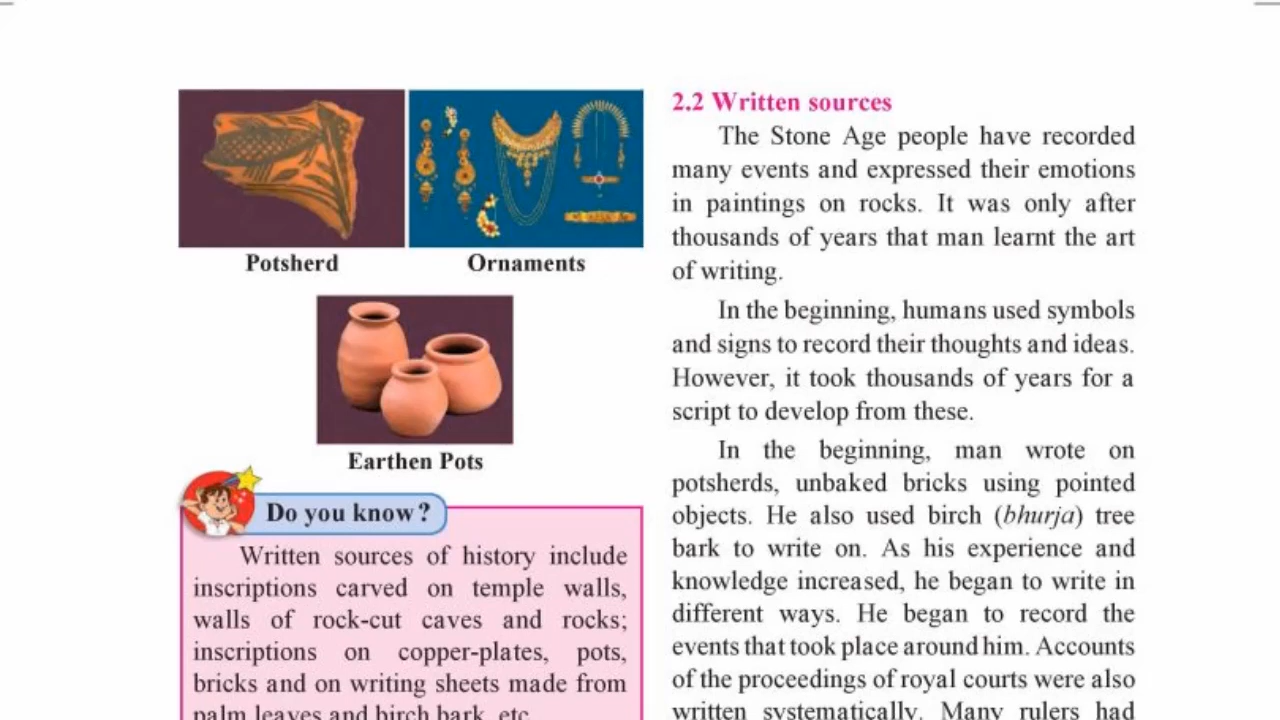 Potsherd
Ornaments
Earthen Pots
Do you know?
Written sources of history include
inscriptions carved on temple walls,
walls of rock-cut caves and rocks;
inscriptions on copper-plates, pots,
bricks and on writing sheets made from
palm leaves and birch bark, etc.
2.2 Written sources
The Stone Age people have recorded
many events and expressed their emotions
in paintings on rocks. It was only after
thousands of years that man learnt the art
of writing.
In the beginning, humans used symbols
and signs to record their thoughts and ideas.
However, it took thousands of years for a
script to develop from these.
In the beginning, man wrote on
potsherds, unbaked bricks using pointed
objects. He also used birch (bhurja) tree
bark to write on. As his experience and
knowledge increased, he began to write in
different ways. He began to record the
events that took place around him. Accounts
of the proceedings of royal courts were also
written systematically. Many rulers had